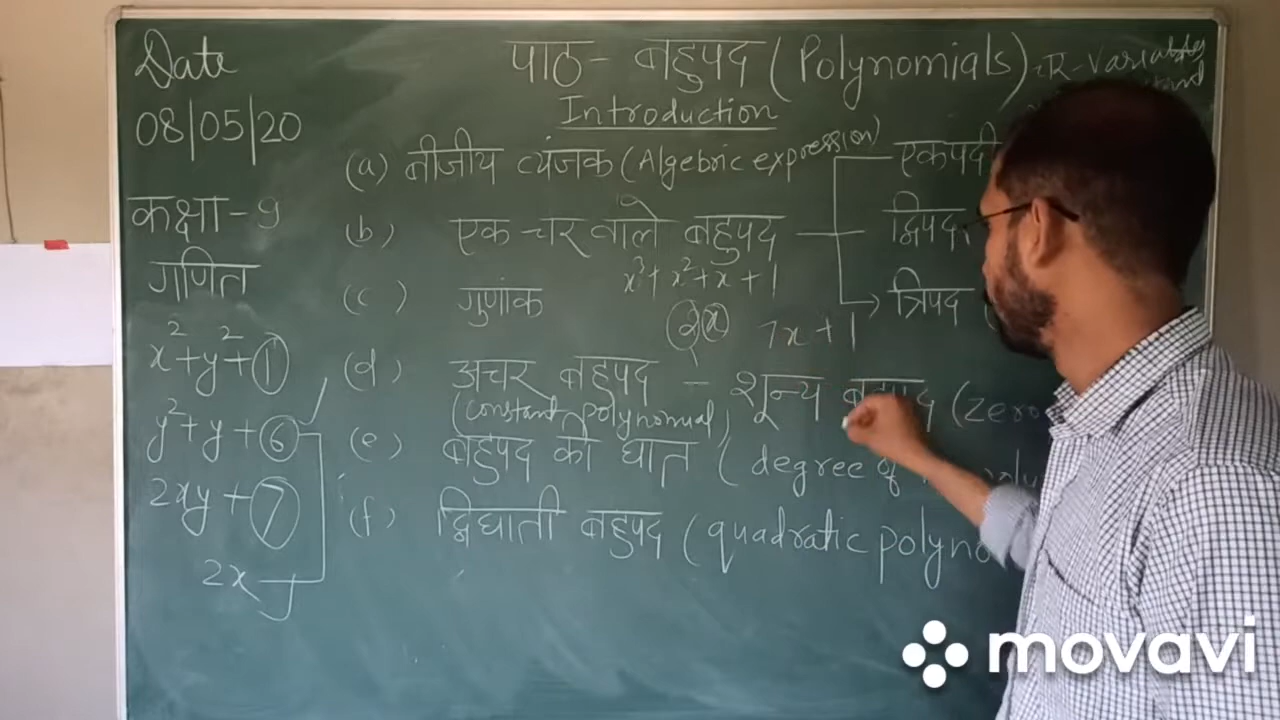 Date
08/05/20
कक्षा-9
गणित
x²+y²+1
y²+y+6
2xy+7
2x
पाठ- बहुपद (Polynomials)
Introduction
(a) बीजीय व्यंजक (Algebric expression)
(b) एक चर वाले बहुपद
एकपदी
द्विपद
त्रिपद
x³+x²+x+1
(c) गुणांक
2x 7x+1
(d) अचर बहुपद - शून्य बहुपद (zero
(constant polynomial)
(e) बहुपद की घात (degree of
(f) द्विघाती बहुपद (quadratic polyno
movavi